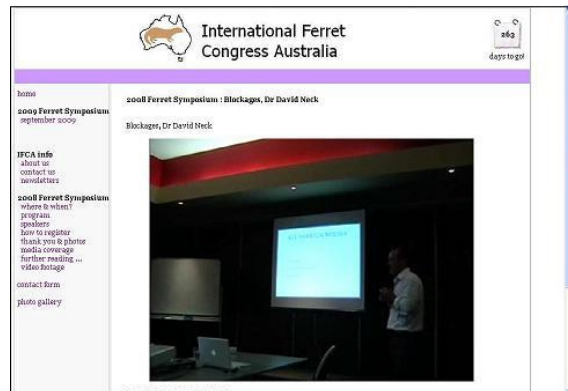 International Ferret
Congress Australia
263
days to go!
home
2009 Ferret Symposium
september 2009
IFCA info
about us
contact us
newsletters
2008 Ferret Symposium
where & when?
program
speakers
how to register
thank you & photos
media coverage
further reading ...
video footage
contact form
photo gallery
2008 Ferret Symposium : Blockages, Dr David Neck
Blockages, Dr David Neck